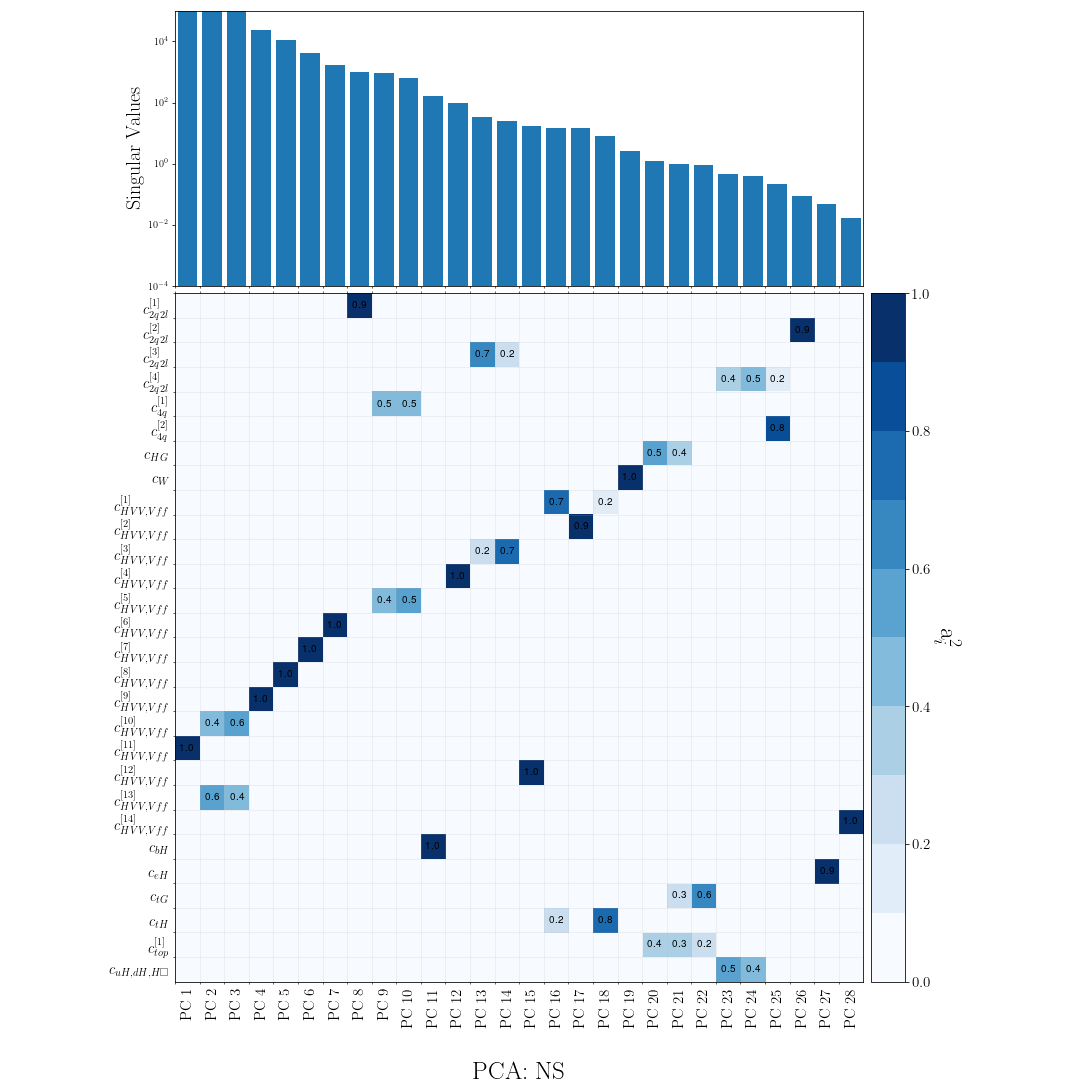 Singular Values
10^4
10^2
10^0
10^{-2}
10^{-4}
c_{2q2l}^{[1]} 0.9
c_{2q2l}^{[2]} 0.9
c_{2q2l}^{[3]} 0.7 0.2
c_{2q2l}^{[4]} 0.4 0.5 0.2
c_{4q}^{[1]} 0.5 0.5
c_{4q}^{[2]} 0.8
c_{HG} 0.5 0.4
c_W 1.0
c_{HVV,Vff}^{[1]} 0.7 0.2
c_{HVV,Vff}^{[2]} 0.9
c_{HVV,Vff}^{[3]} 0.2 0.7
c_{HVV,Vff}^{[4]} 1.0
c_{HVV,Vff}^{[5]} 0.4 0.5
c_{HVV,Vff}^{[6]} 1.0
c_{HVV,Vff}^{[7]} 1.0
c_{HVV,Vff}^{[8]} 1.0
c_{HVV,Vff}^{[9]} 1.0
c_{HVV,Vff}^{[10]} 0.4 0.6
c_{HVV,Vff}^{[11]} 1.0
c_{HVV,Vff}^{[12]} 1.0
c_{HVV,Vff}^{[13]} 0.6 0.4
c_{HVV,Vff}^{[14]} 1.0
c_{bH} 1.0
c_{eH} 0.9
c_{tG} 0.3 0.6
c_{tH} 0.2 0.8
c_{top}^{[1]} 0.4 0.3 0.2
c_{uH,dH,H□} 0.5 0.4
PC 1 PC 2 PC 3 PC 4 PC 5 PC 6 PC 7 PC 8 PC 9 PC 10 PC 11 PC 12 PC 13 PC 14 PC 15 PC 16 PC 17 PC 18 PC 19 PC 20 PC 21 PC 22 PC 23 PC 24 PC 25 PC 26 PC 27 PC 28
PCA: NS
1.0
0.8
0.6
0.4
0.2
0.0
a_i^2